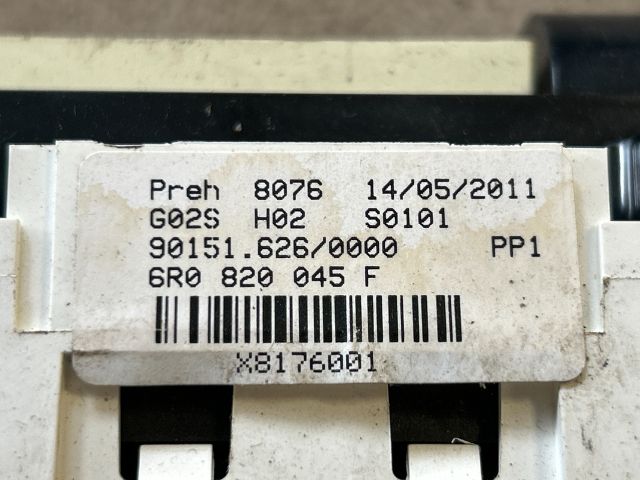 Preh 8076 14/05/2011
G02S H02 S0101
90151.626/0000 PP1
6R0 820 045 F
X8176001